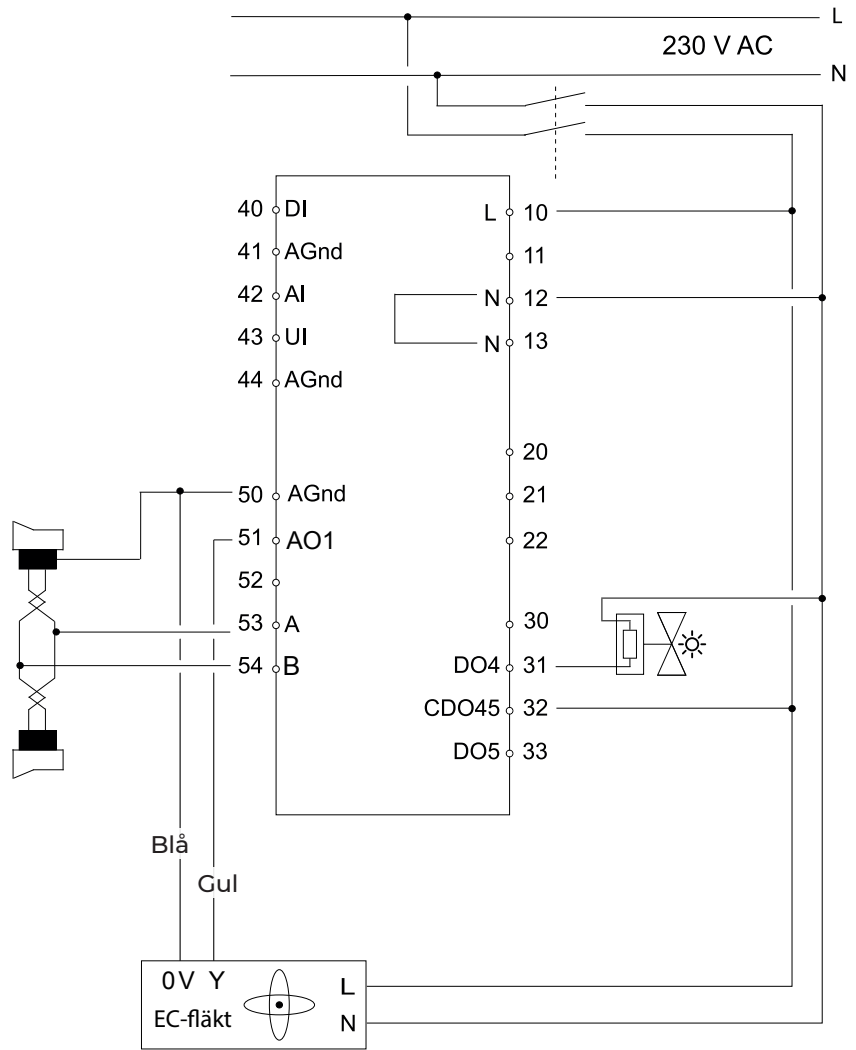 L
230 V AC
N
40 DI
41 AGnd
42 AI
43 UI
44 AGnd
50 AGnd
51 AO1
52
53 A
54 B
L 10
11
N 12
N 13
20
21
22
30
DO4 31
CDO45 32
DO5 33
Blå
Gul
0V Y
EC-fläkt
L
N